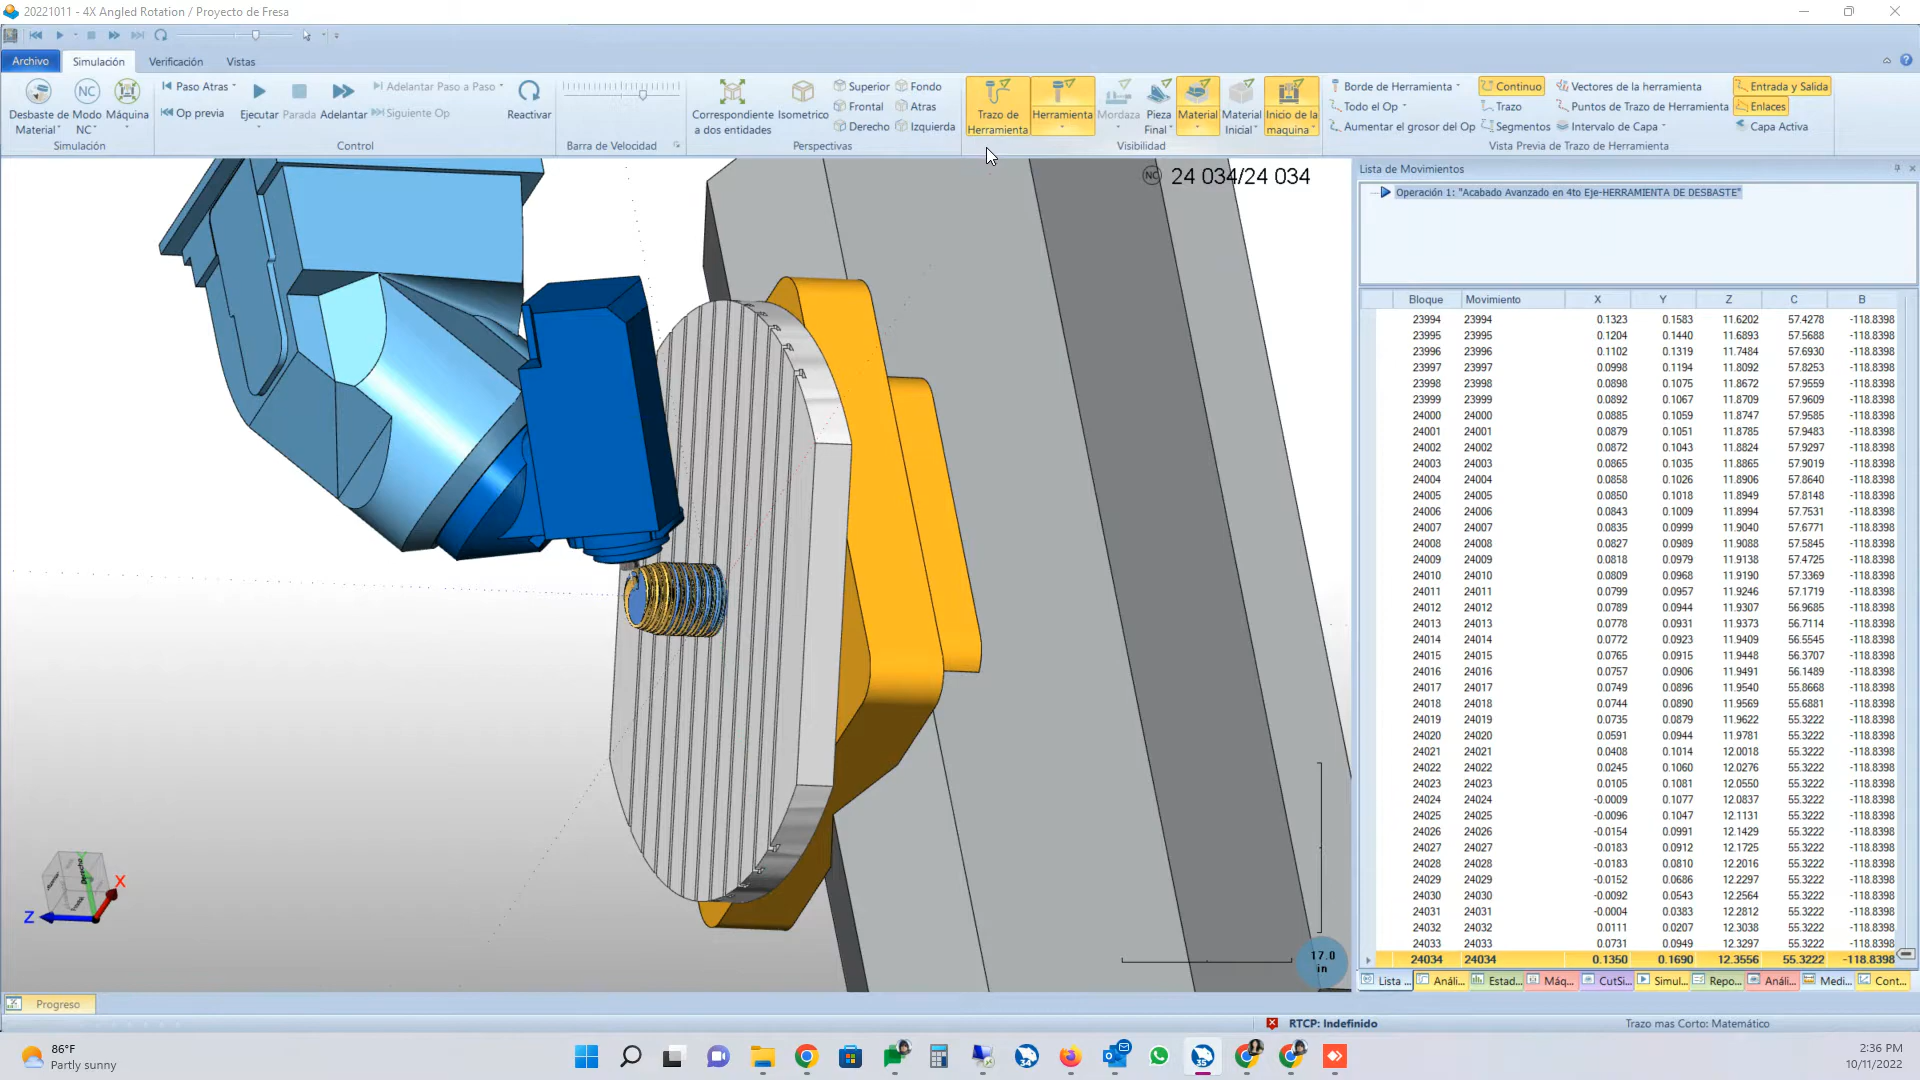 20221011 - 4X Angled Rotation / Proyecto de Fresa
Archivo Simulación Verificación Vistas
Desbaste de Material Modo NC Máquina
Simulación
Paso Atras
Op previa
Ejecutar Parada Adelantar
Adelantar Paso a Paso
Siguiente Op
Reactivar
Control
Barra de Velocidad
Correspondiente a dos entidades
Isometrico
Superior Fondo
Frontal Atras
Derecho Izquierda
Perspectivas
Trazo de Herramienta
Herramienta
Mordaza
Pieza Final
Material
Material Inicial
Inicio de la maquina
Visibilidad
Borde de Herramienta Continuo Vectores de la herramienta Entrada y Salida
Todo el Op Trazo Puntos de Trazo de Herramienta Enlaces
Aumentar el grosor del Op Segmentos Intervalo de Capa Capa Activa
Vista Previa de Trazo de Herramienta
NC 24 034/24 034
Lista de Movimientos
Operación 1: "Acabado Avanzado en 4to Eje-HERRAMIENTA DE DESBASTE"
Bloque Movimiento X Y Z C B
23994 23994 0.1323 0.1583 11.6202 57.4278 -118.8398
23995 23995 0.1204 0.1440 11.6893 57.5688 -118.8398
23996 23996 0.1102 0.1319 11.7484 57.6930 -118.8398
23997 23997 0.0998 0.1194 11.8092 57.8253 -118.8398
23998 23998 0.0898 0.1075 11.8672 57.9559 -118.8398
23999 23999 0.0892 0.1067 11.8709 57.9609 -118.8398
24000 24000 0.0885 0.1059 11.8747 57.9585 -118.8398
24001 24001 0.0879 0.1051 11.8785 57.9483 -118.8398
24002 24002 0.0872 0.1043 11.8824 57.9297 -118.8398
24003 24003 0.0865 0.1035 11.8865 57.9019 -118.8398
24004 24004 0.0858 0.1026 11.8906 57.8640 -118.8398
24005 24005 0.0850 0.1018 11.8949 57.8148 -118.8398
24006 24006 0.0843 0.1009 11.8994 57.7531 -118.8398
24007 24007 0.0835 0.0999 11.9040 57.6771 -118.8398
24008 24008 0.0827 0.0989 11.9088 57.5845 -118.8398
24009 24009 0.0818 0.0979 11.9138 57.4725 -118.8398
24010 24010 0.0809 0.0968 11.9190 57.3369 -118.8398
24011 24011 0.0799 0.0957 11.9246 57.1719 -118.8398
24012 24012 0.0789 0.0944 11.9307 56.9685 -118.8398
24013 24013 0.0778 0.0931 11.9373 56.7114 -118.8398
24014 24014 0.0772 0.0923 11.9409 56.5545 -118.8398
24015 24015 0.0765 0.0915 11.9448 56.3707 -118.8398
24016 24016 0.0757 0.0906 11.9491 56.1489 -118.8398
24017 24017 0.0749 0.0896 11.9540 55.8668 -118.8398
24018 24018 0.0744 0.0890 11.9569 55.6881 -118.8398
24019 24019 0.0735 0.0879 11.9622 55.3222 -118.8398
24020 24020 0.0591 0.0944 11.9781 55.3222 -118.8398
24021 24021 0.0408 0.1014 12.0018 55.3222 -118.8398
24022 24022 0.0245 0.1060 12.0276 55.3222 -118.8398
24023 24023 0.0105 0.1081 12.0550 55.3222 -118.8398
24024 24024 -0.0009 0.1077 12.0837 55.3222 -118.8398
24025 24025 -0.0096 0.1047 12.1131 55.3222 -118.8398
24026 24026 -0.0154 0.0991 12.1429 55.3222 -118.8398
24027 24027 -0.0183 0.0912 12.1725 55.3222 -118.8398
24028 24028 -0.0183 0.0810 12.2016 55.3222 -118.8398
24029 24029 -0.0152 0.0686 12.2297 55.3222 -118.8398
24030 24030 -0.0092 0.0543 12.2564 55.3222 -118.8398
24031 24031 -0.0004 0.0383 12.2812 55.3222 -118.8398
24032 24032 0.0111 0.0207 12.3038 55.3222 -118.8398
24033 24033 0.0731 0.0949 12.3297 55.3222 -118.8398
24034 24034 0.1350 0.1690 12.3556 55.3222 -118.8398
Lista ... Análi... Estad... Máq... CutSi... Simul... Repo... Análi... Medi... Cont...
Derecho
X
Z
17.0
in
Progreso
RTCP: Indefinido
Trazo mas Corto: Matemático
86°F
Partly sunny
2:36 PM
10/11/2022